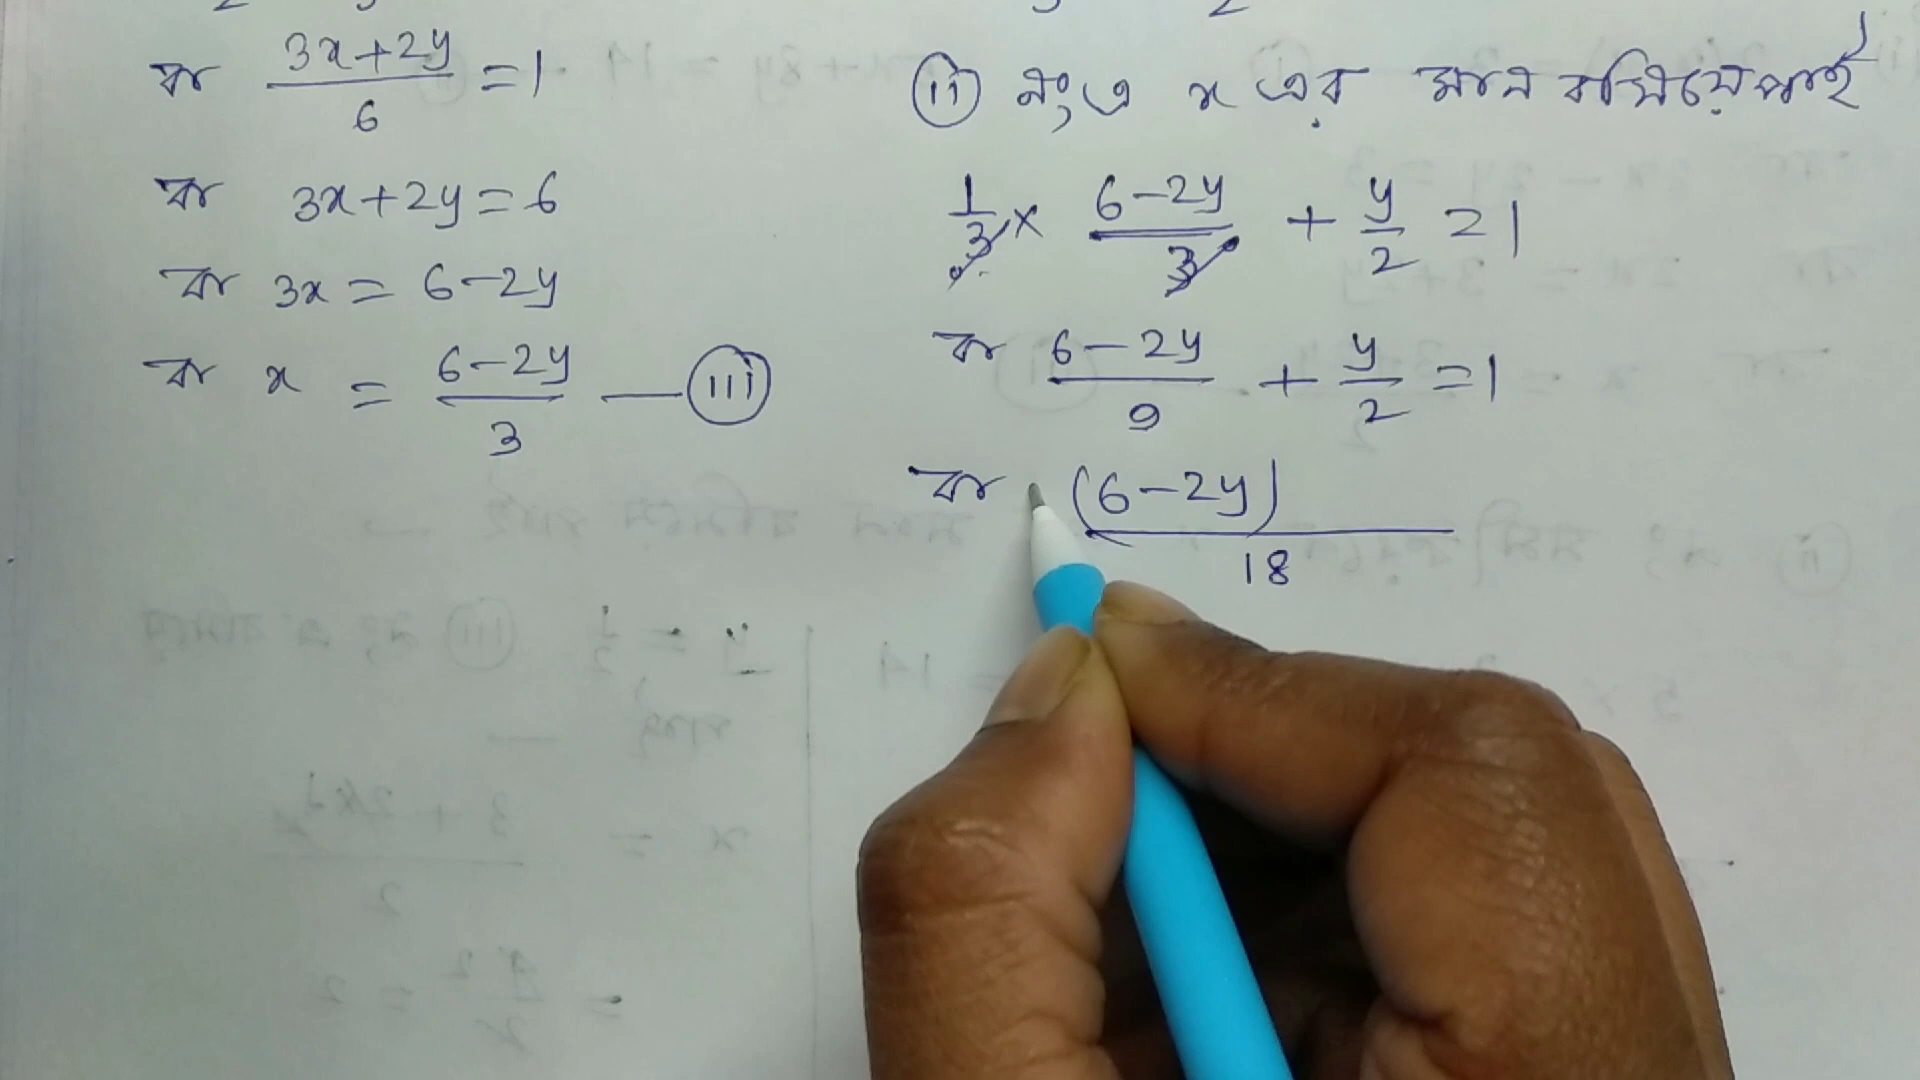 বা (3x+2y)/6 = 1
বা 3x+2y = 6
বা 3x = 6-2y
বা x = (6-2y)/3 — (iii)
(ii) নং এ x এর মান বসিয়ে পাই
1/3 × (6-2y)/3 + y/2 = 1
বা (6-2y)/9 + y/2 = 1
বা (6-2y)/18